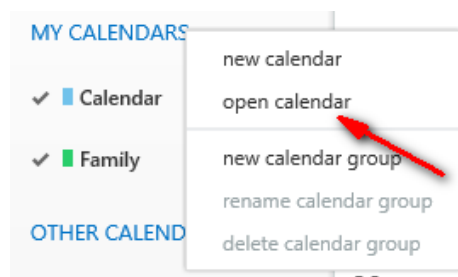 MY CALENDARS
new calendar
Calendar
open calendar
Family
new calendar group
rename calendar group
OTHER CALEND
delete calendar group